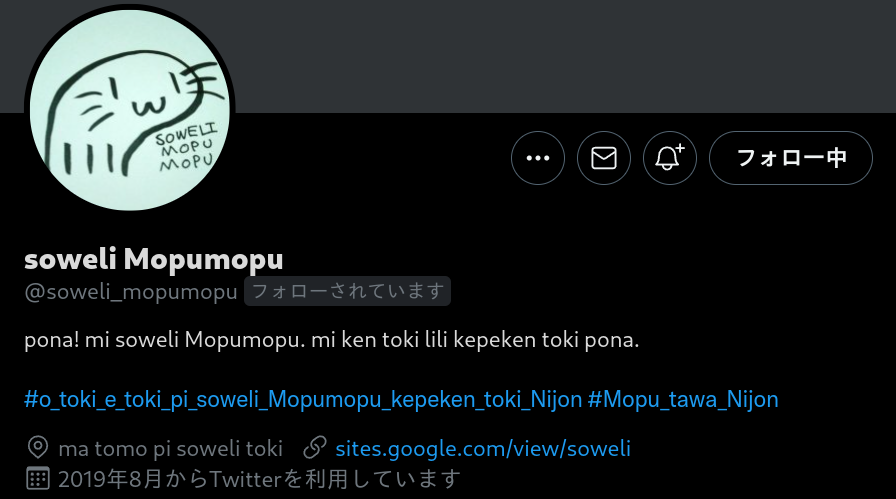 SOWELI
MOPU
MOPU
フォロー中
soweli Mopumopu
@soweli_mopumopu フォローされています
pona! mi soweli Mopumopu. mi ken toki lili kepeken toki pona.
#o_toki_e_toki_pi_soweli_Mopumopu_kepeken_toki_Nijon #Mopu_tawa_Nijon
ma tomo pi soweli toki sites.google.com/view/soweli
2019年8月からTwitterを利用しています